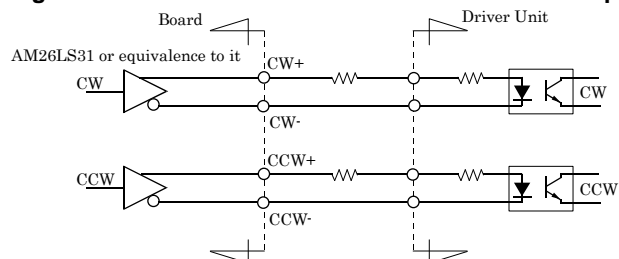 Board
Driver Unit
AM26LS31 or equivalence to it
CW
CW+
CW-
CW
CCW
CCW+
CCW-
CCW